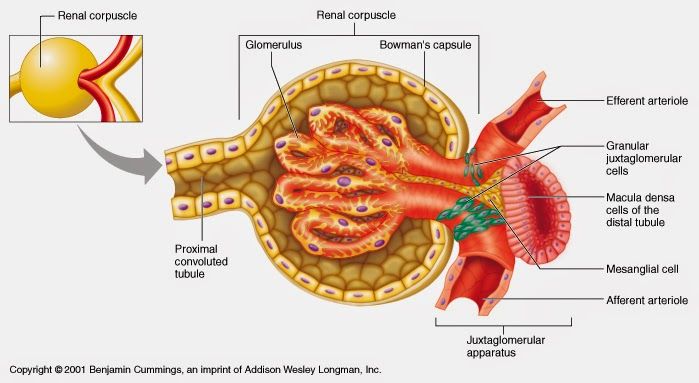 Renal corpuscle
Renal corpuscle
Glomerulus
Bowman's capsule
Efferent arteriole
Granular
juxtaglomerular
cells
Macula densa
cells of the
distal tubule
Proximal
convoluted
tubule
Mesanglial cell
Afferent arteriole
Juxtaglomerular
apparatus
Copyright © 2001 Benjamin Cummings, an imprint of Addison Wesley Longman, Inc.